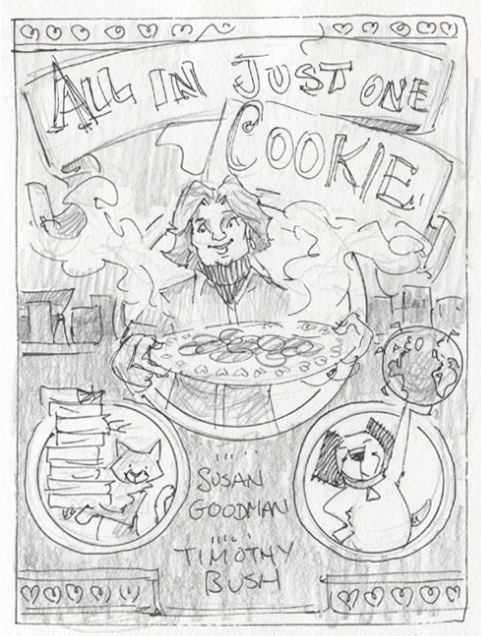 ALL IN JUST ONE
COOKIE
SUSAN
GOODMAN
TIMOTHY
BUSH